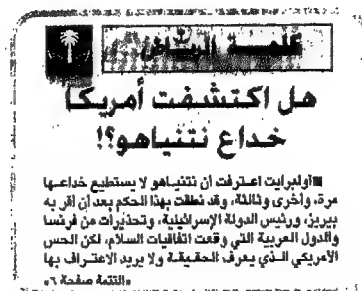 كلمة الرياض
هل اكتشفت أمريكا
خداع نتنياهو؟!
■أولبرايت اعترفت أن نتنياهو لا يستطيع خداعها
مرة، وأخرى وثالثة، وقد نطقت بهذا الحكم بعد أن أقر به
بيريز، ورئيس الدولة الإسرائيلية، وتحذيرات من فرنسا
والدول العربية التي وقعت اتفاقيات السلام، لكن الحس
الأمريكي الذي يعرف الحقيقة ولا يريد الاعتراف بها
«التتمة صفحة ٦»